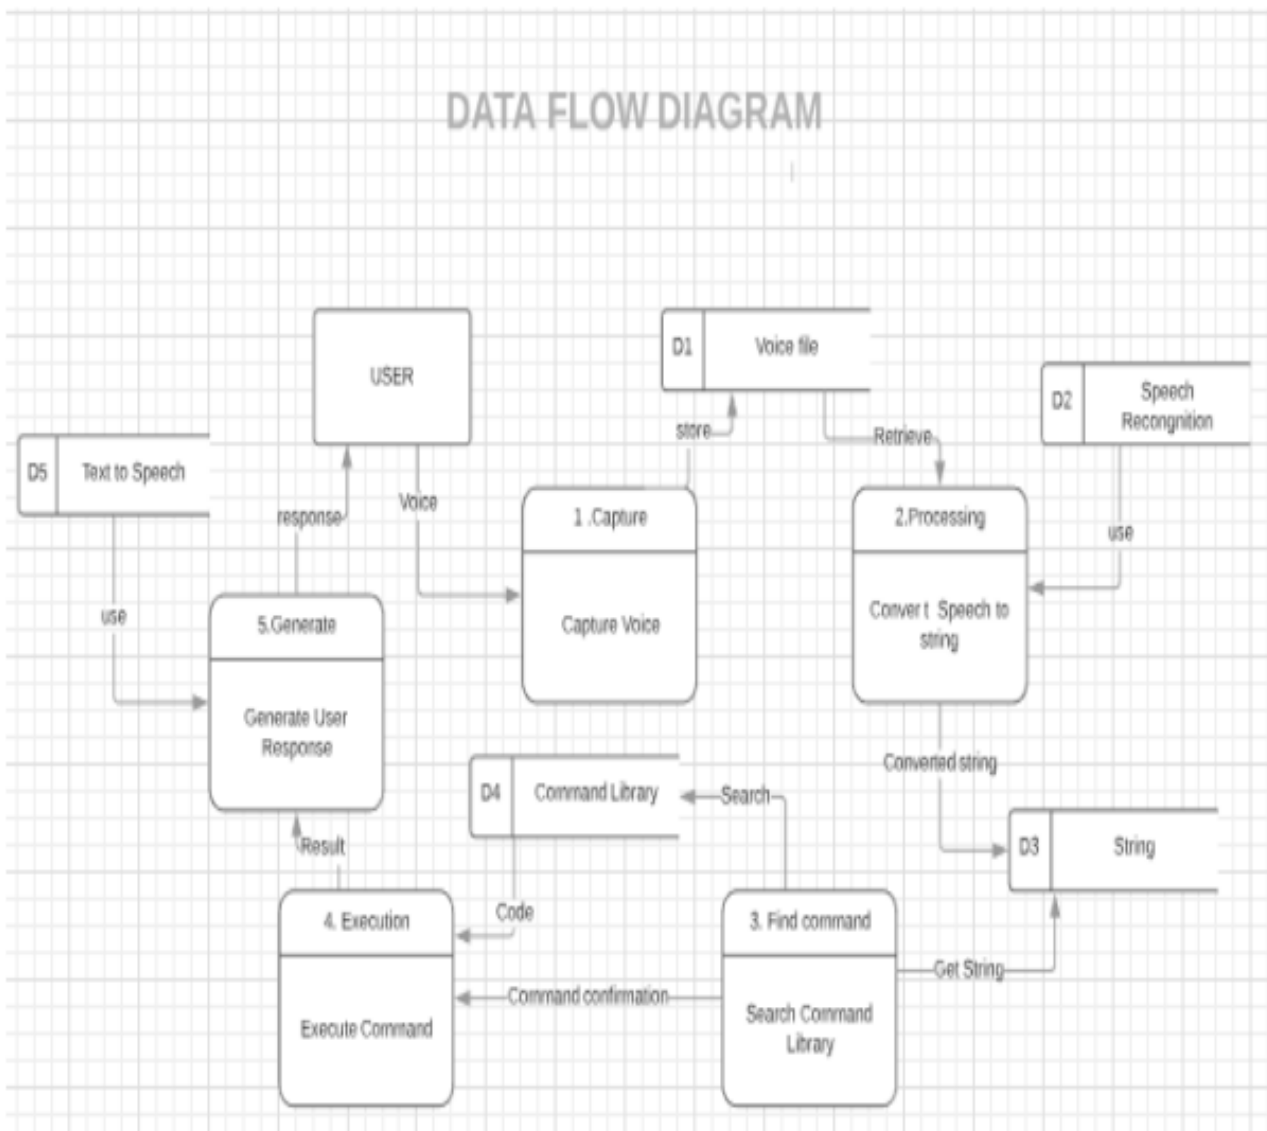 DATA FLOW DIAGRAM
USER
D1
Voice file
D2
Speech
Recongnition
D5
Text to Speech
store
Retrieve
response
Voice
use
use
1 .Capture
Capture Voice
2.Processing
Conver t Speech to
string
5.Generate
Generate User
Response
Converted string
D4
Command Library
Search
D3
String
Result
Code
4. Execution
Execute Command
3. Find command
Search Command
Library
Get String
Command confirmation